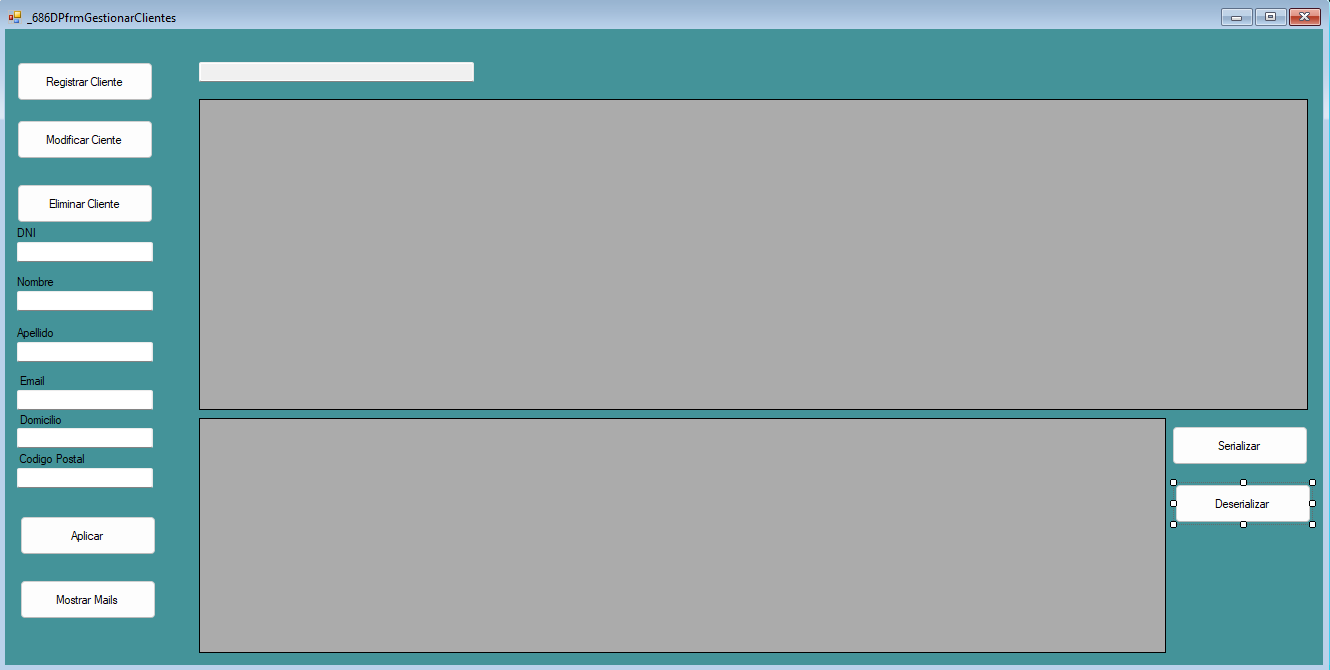 _686DPfrmGestionarClientes
Registrar Cliente
Modificar Ciente
Eliminar Cliente
DNI
Nombre
Apellido
Email
Domicilio
Codigo Postal
Aplicar
Mostrar Mails
Serializar
Deserializar